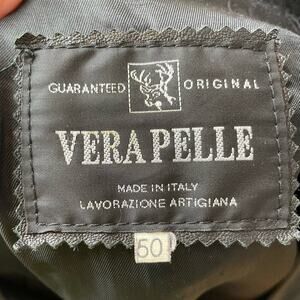 GUARANTEED ORIGINAL
VERA PELLE
MADE IN ITALY
LAVORAZIONE ARTIGIANA
50